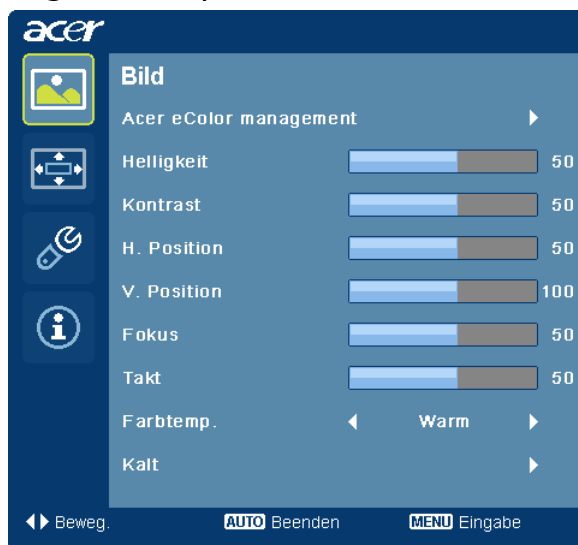 acer
Bild
Acer eColor management
Helligkeit 50
Kontrast 50
H. Position 50
V. Position 100
Fokus 50
Takt 50
Farbtemp. Warm
Kalt
Beweg. AUTO Beenden MENU Eingabe